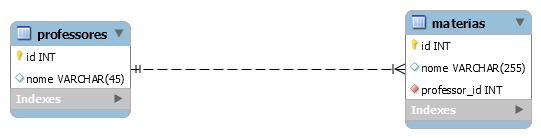 professores
id INT
nome VARCHAR(45)
Indexes
materias
id INT
nome VARCHAR(255)
professor_id INT
Indexes